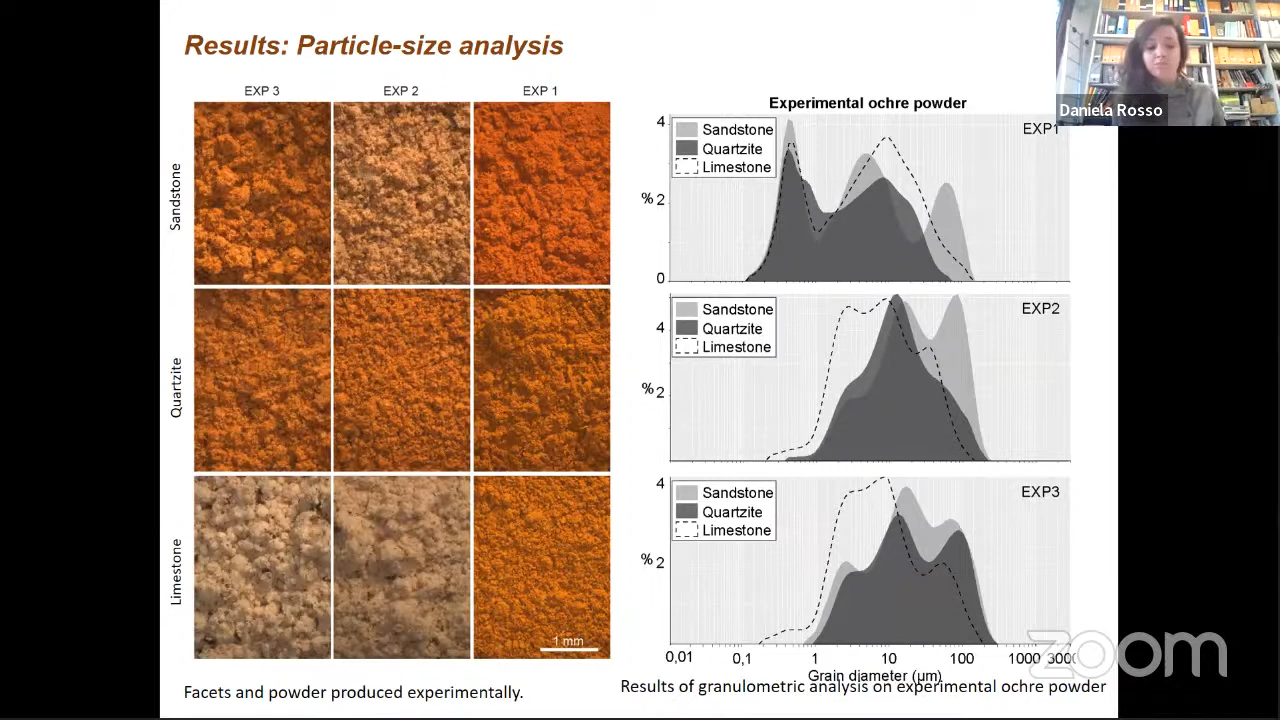 Results: Particle-size analysis
EXP 3
EXP 2
EXP 1
Sandstone
Quartzite
Limestone
1 mm
Facets and powder produced experimentally.
Experimental ochre powder
Sandstone
Quartzite
Limestone
EXP1
4
% 2
0
Sandstone
Quartzite
Limestone
EXP2
4
% 2
Sandstone
Quartzite
Limestone
EXP3
4
% 2
0,01 0,1 1 10 100 1000 3000
Grain diameter (µm)
Results of granulometric analysis on experimental ochre powder
Daniela Rosso
zoom